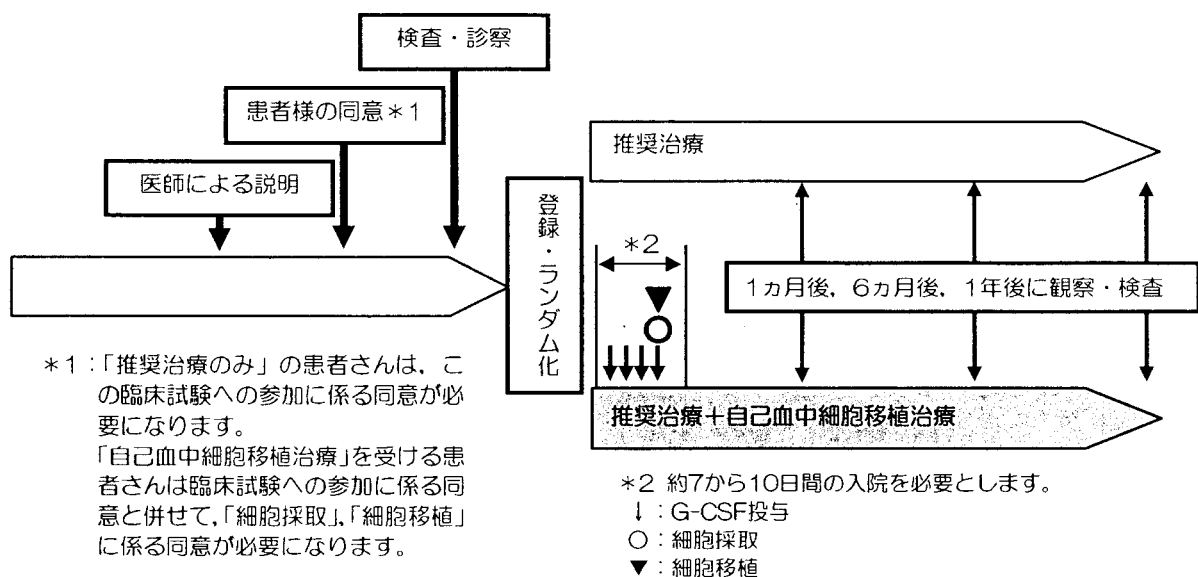 検査・診察
患者様の同意＊1
医師による説明
登録・ランダム化
推奨治療
＊2
1ヵ月後，6ヵ月後，1年後に観察・検査
推奨治療＋自己血中細胞移植治療
＊1：「推奨治療のみ」の患者さんは，こ
の臨床試験への参加に係る同意が必
要になります。
「自己血中細胞移植治療」を受ける患
者さんは臨床試験への参加に係る同
意と併せて，「細胞採取」，「細胞移植」
に係る同意が必要になります。
＊2 約7から10日間の入院を必要とします。
↓：G-CSF投与
○：細胞採取
▼：細胞移植